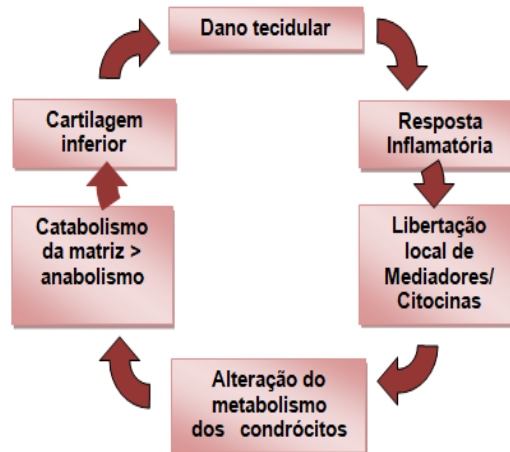 Dano tecidular
Resposta
Inflamatória
Libertação
local de
Mediadores/
Citocinas
Alteração do
metabolismo
dos condrócitos
Catabolismo
da matriz >
anabolismo
Cartilagem
inferior